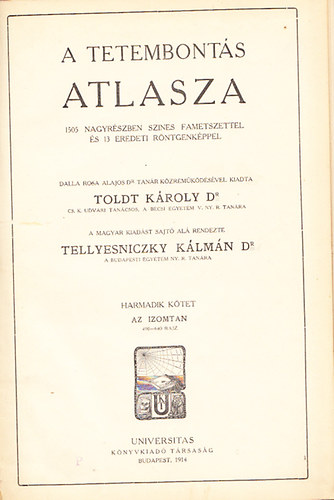 A TETEMBONTÁS
ATLASZA
1505 NAGYRÉSZBEN SZINES FAMETSZETTEL
ÉS 13 EREDETI RÖNTGENKÉPPEL
DALLA ROSA ALAJOS DR TANÁR KÖZREMŰKÖDÉSÉVEL KIADTA
TOLDT KÁROLY DR
CS. K. UDVARI TANÁCSOS, A BÉCSI EGYETEM V. NY. R. TANÁRA
A MAGYAR KIADÁST SAJTÓ ALÁ RENDEZTE
TELLYESNICZKY KÁLMÁN DR
A BUDAPESTI EGYETEM NY. R. TANÁRA
HARMADIK KÖTET
AZ IZOMTAN
UNIVERSITAS
KÖNYVKIADÓ TÁRSASÁG
BUDAPEST, 1914